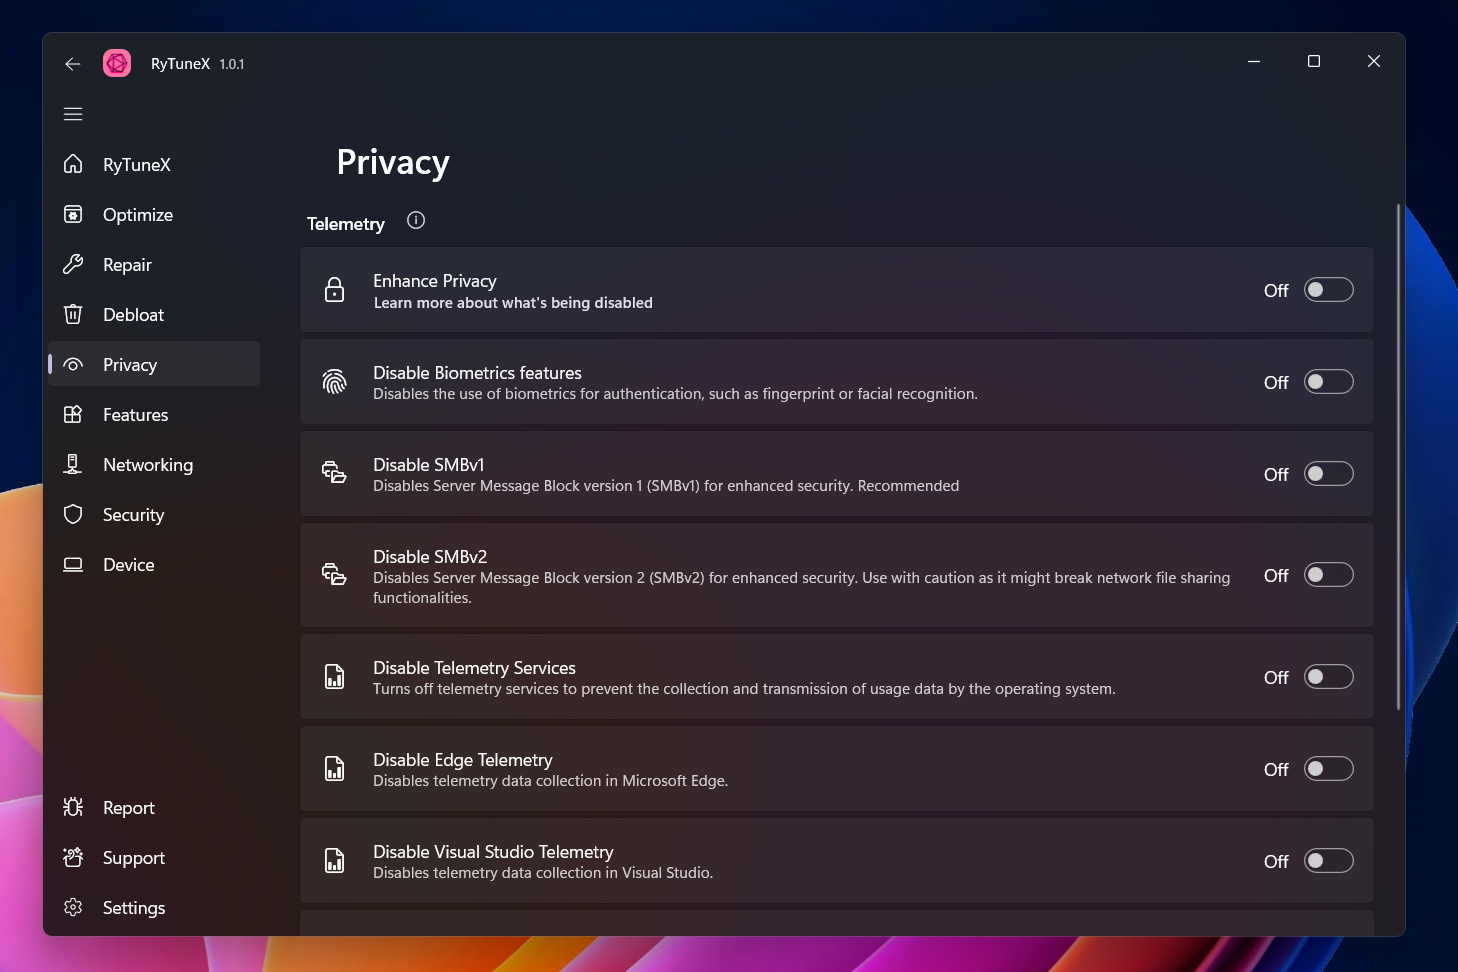 RyTuneX 1.0.1
RyTuneX
Optimize
Repair
Debloat
Privacy
Features
Networking
Security
Device
Report
Support
Settings
Privacy
Telemetry
Enhance Privacy
Learn more about what's being disabled
Off
Disable Biometrics features
Disables the use of biometrics for authentication, such as fingerprint or facial recognition.
Off
Disable SMBv1
Disables Server Message Block version 1 (SMBv1) for enhanced security. Recommended
Off
Disable SMBv2
Disables Server Message Block version 2 (SMBv2) for enhanced security. Use with caution as it might break network file sharing
functionalities.
Off
Disable Telemetry Services
Turns off telemetry services to prevent the collection and transmission of usage data by the operating system.
Off
Disable Edge Telemetry
Disables telemetry data collection in Microsoft Edge.
Off
Disable Visual Studio Telemetry
Disables telemetry data collection in Visual Studio.
Off